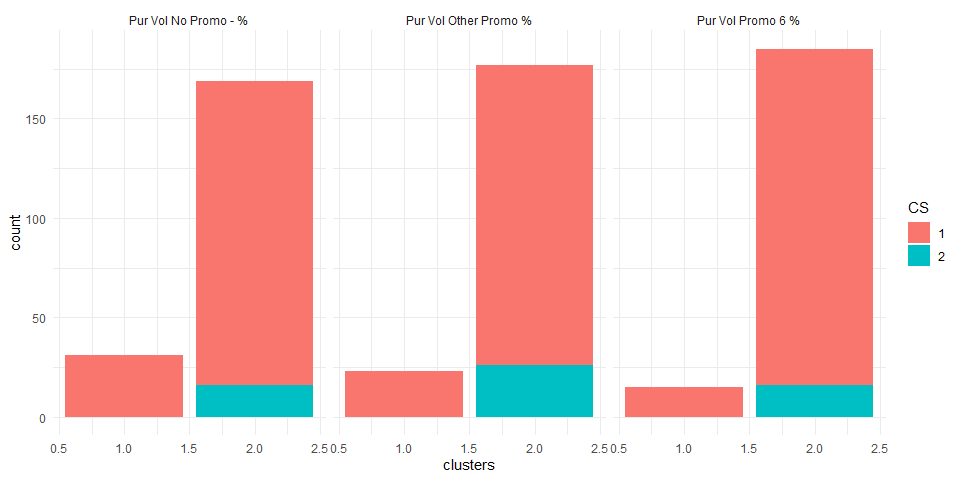 Pur Vol No Promo - %
Pur Vol Other Promo %
Pur Vol Promo 6 %
150
100
50
0
count
0.5 1.0 1.5 2.0 2.5
0.5 1.0 1.5 2.0 2.5
0.5 1.0 1.5 2.0 2.5
clusters
CS
1
2